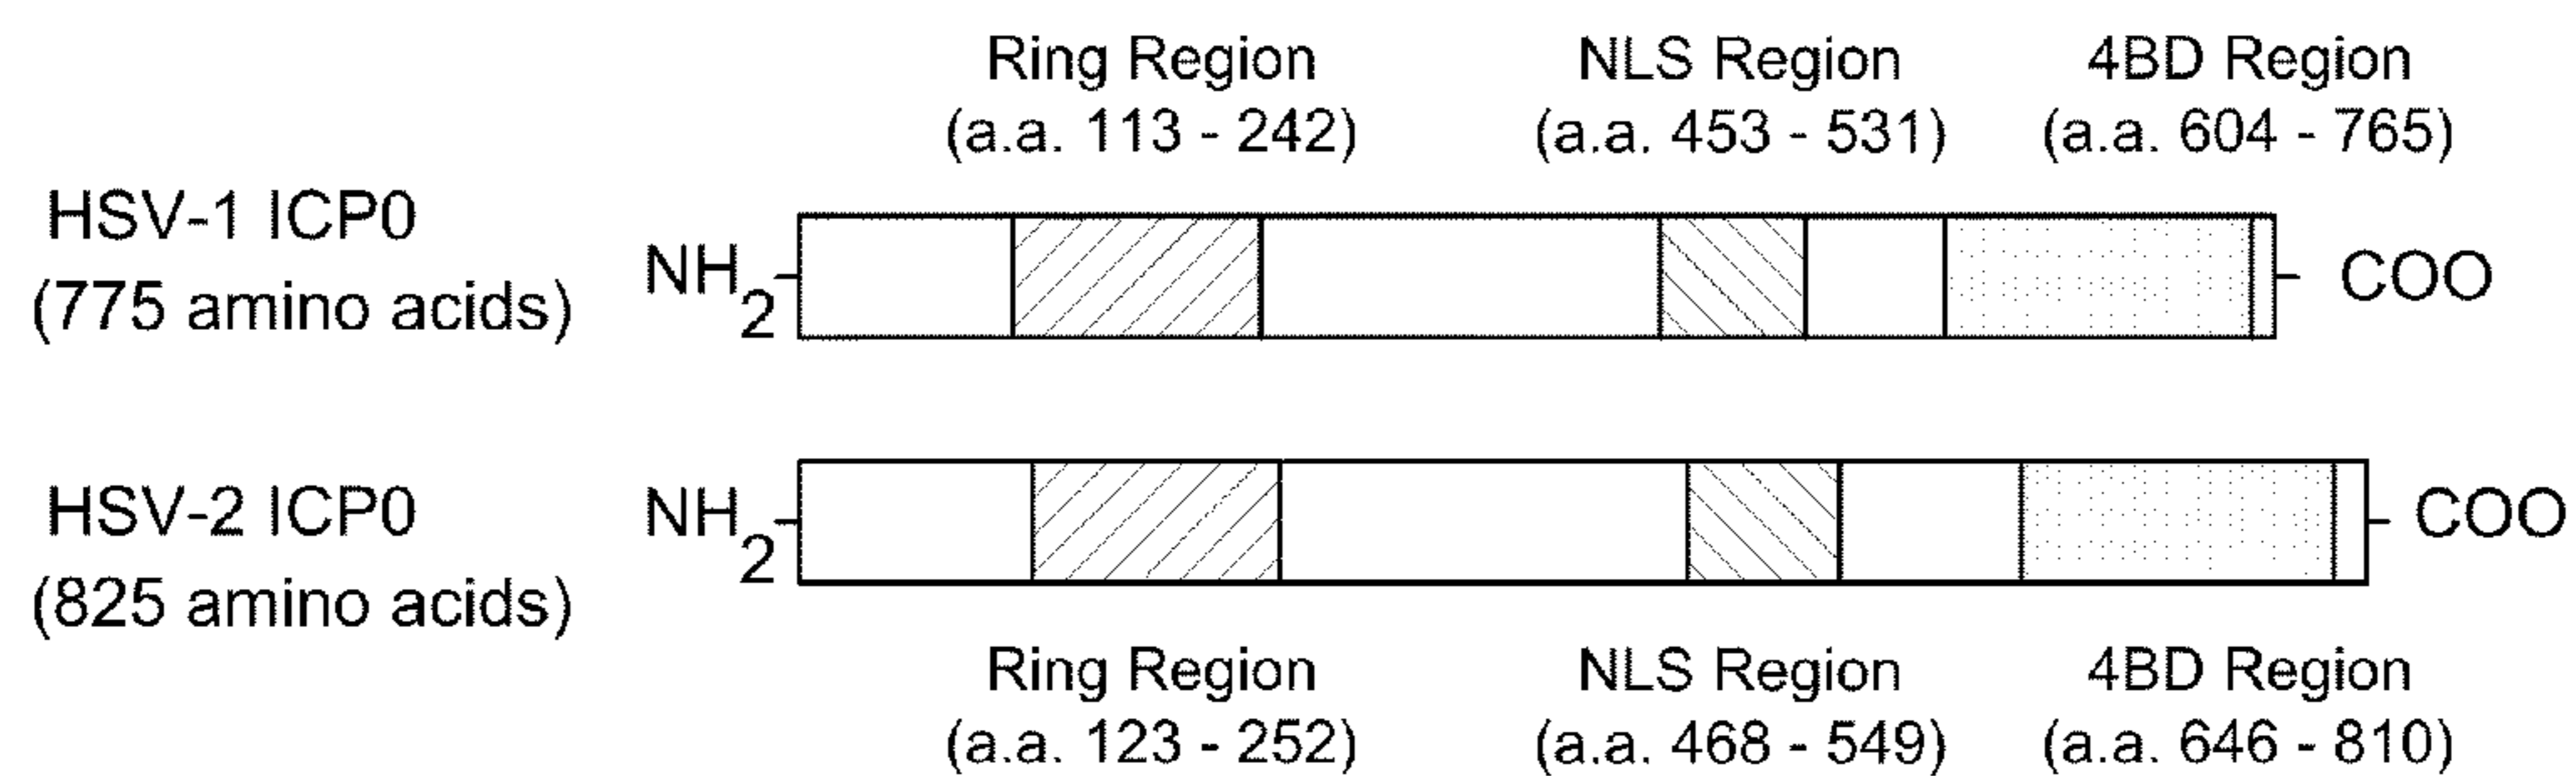 Ring Region NLS Region 4BD Region
(a.a. 113 - 242) (a.a. 453 - 531) (a.a. 604 - 765)
HSV-1 ICP0
(775 amino acids)
NH2 COO
HSV-2 ICP0
(825 amino acids)
NH2 COO
Ring Region NLS Region 4BD Region
(a.a. 123 - 252) (a.a. 468 - 549) (a.a. 646 - 810)